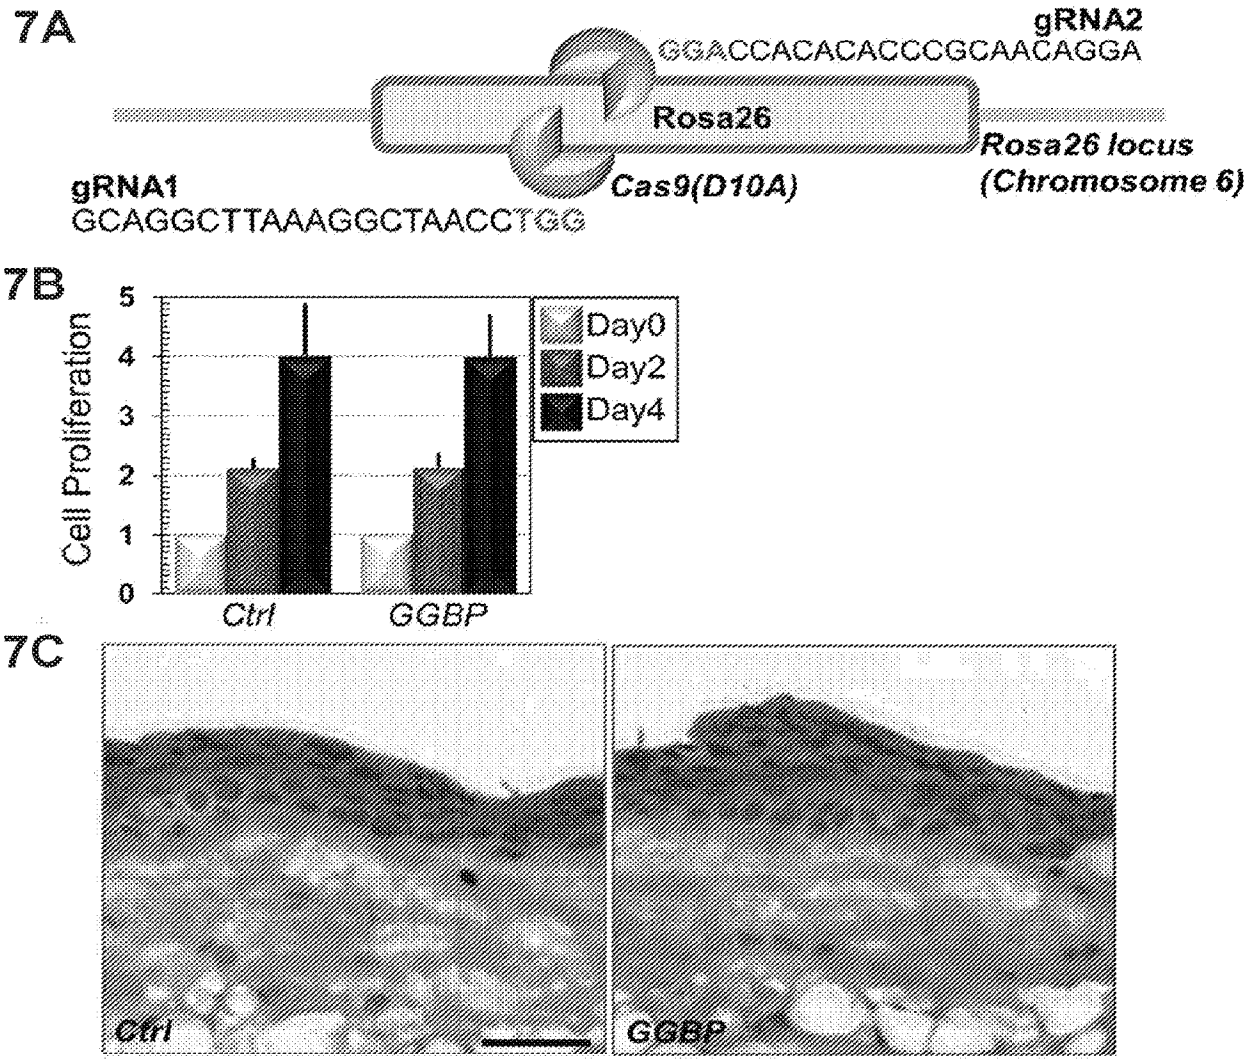 7A
gRNA2
GGACCACACACCCGCAACAGGA
Rosa26
Rosa26 locus
(Chromosome 6)
gRNA1
Cas9(D10A)
GCAGGCTTAAAGGCTAACCTGG
7B
Cell Proliferation
5
4
3
2
1
0
Day0
Day2
Day4
Ctrl
GGBP
7C
Ctrl
GGBP